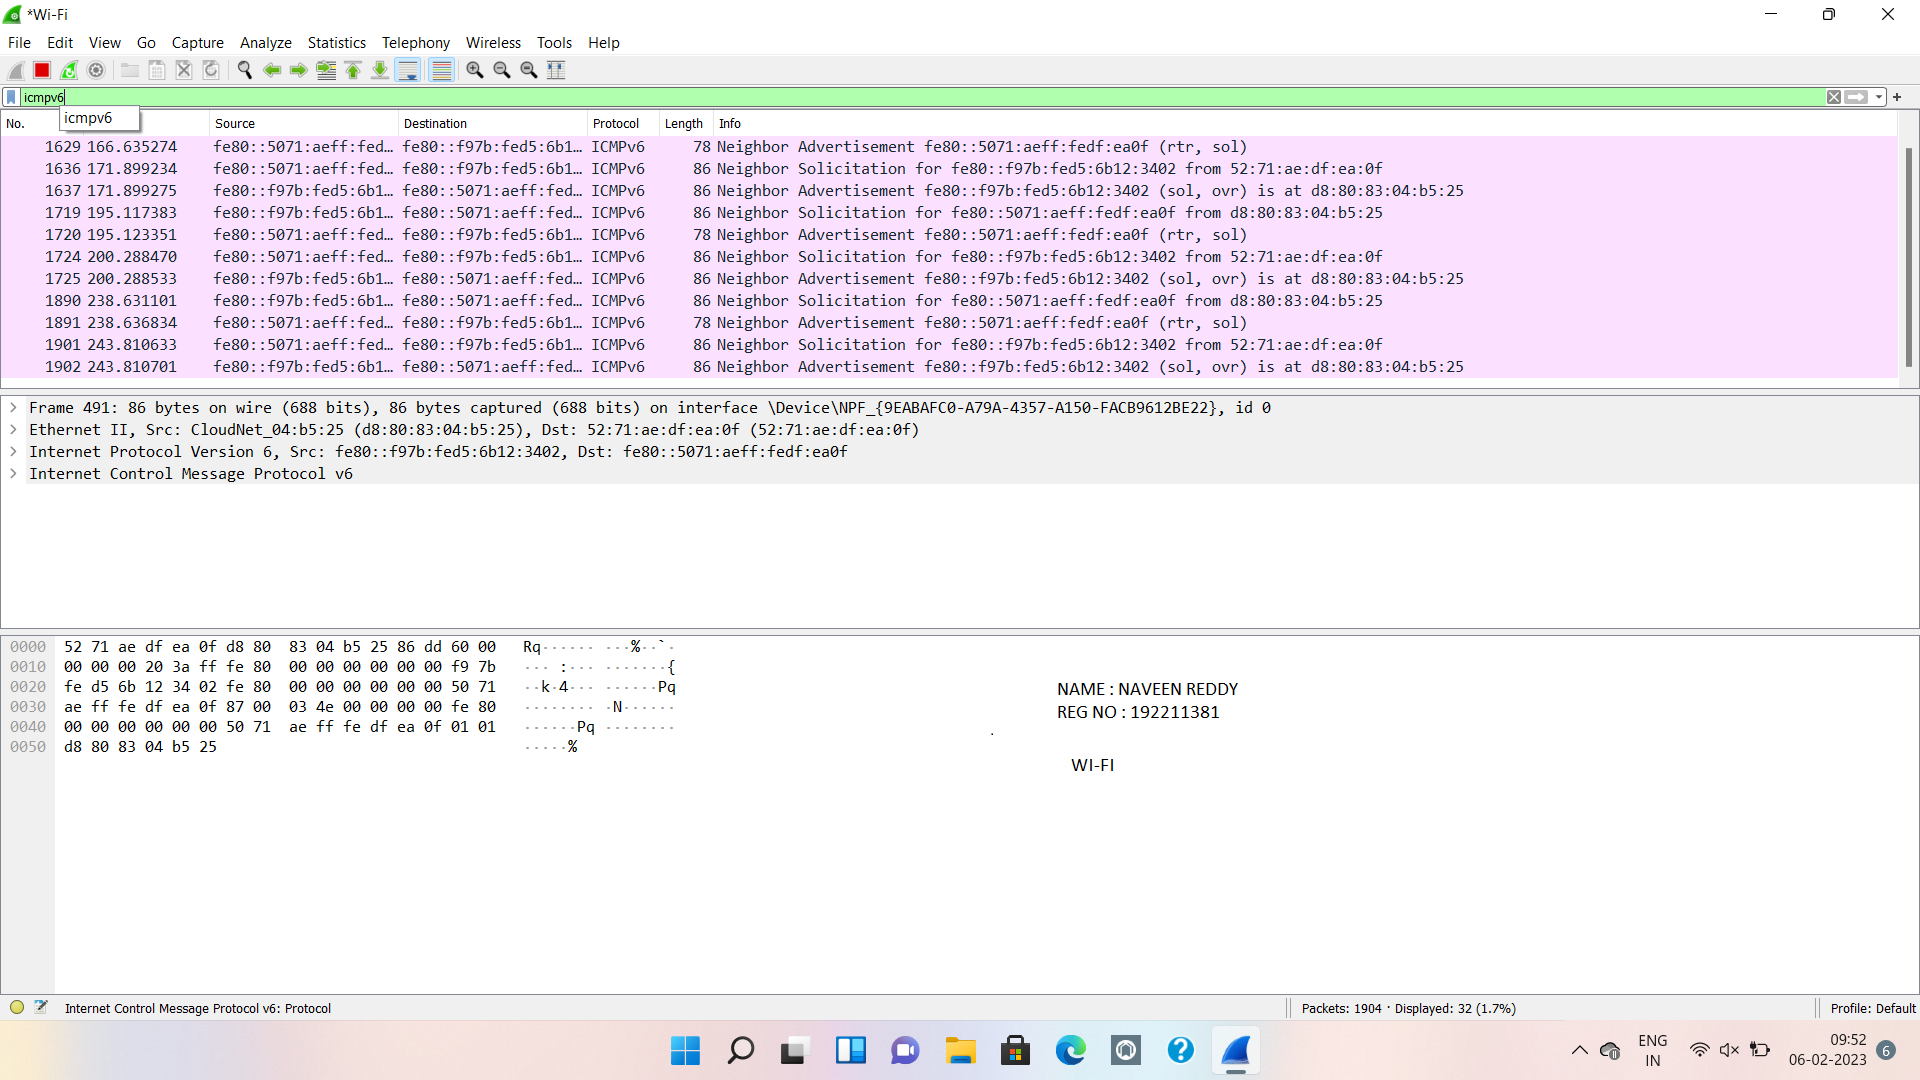 *Wi-Fi
File Edit View Go Capture Analyze Statistics Telephony Wireless Tools Help
icmpv6
icmpv6
No. Source Destination Protocol Length Info
1629 166.635274 fe80::5071:aeff:fed… fe80::f97b:fed5:6b1… ICMPv6 78 Neighbor Advertisement fe80::5071:aeff:fedf:ea0f (rtr, sol)
1636 171.899234 fe80::5071:aeff:fed… fe80::f97b:fed5:6b1… ICMPv6 86 Neighbor Solicitation for fe80::f97b:fed5:6b12:3402 from 52:71:ae:df:ea:0f
1637 171.899275 fe80::f97b:fed5:6b1… fe80::5071:aeff:fed… ICMPv6 86 Neighbor Advertisement fe80::f97b:fed5:6b12:3402 (sol, ovr) is at d8:80:83:04:b5:25
1719 195.117383 fe80::f97b:fed5:6b1… fe80::5071:aeff:fed… ICMPv6 86 Neighbor Solicitation for fe80::5071:aeff:fedf:ea0f from d8:80:83:04:b5:25
1720 195.123351 fe80::5071:aeff:fed… fe80::f97b:fed5:6b1… ICMPv6 78 Neighbor Advertisement fe80::5071:aeff:fedf:ea0f (rtr, sol)
1724 200.288470 fe80::5071:aeff:fed… fe80::f97b:fed5:6b1… ICMPv6 86 Neighbor Solicitation for fe80::f97b:fed5:6b12:3402 from 52:71:ae:df:ea:0f
1725 200.288533 fe80::f97b:fed5:6b1… fe80::5071:aeff:fed… ICMPv6 86 Neighbor Advertisement fe80::f97b:fed5:6b12:3402 (sol, ovr) is at d8:80:83:04:b5:25
1890 238.631101 fe80::f97b:fed5:6b1… fe80::5071:aeff:fed… ICMPv6 86 Neighbor Solicitation for fe80::5071:aeff:fedf:ea0f from d8:80:83:04:b5:25
1891 238.636834 fe80::5071:aeff:fed… fe80::f97b:fed5:6b1… ICMPv6 78 Neighbor Advertisement fe80::5071:aeff:fedf:ea0f (rtr, sol)
1901 243.810633 fe80::5071:aeff:fed… fe80::f97b:fed5:6b1… ICMPv6 86 Neighbor Solicitation for fe80::f97b:fed5:6b12:3402 from 52:71:ae:df:ea:0f
1902 243.810701 fe80::f97b:fed5:6b1… fe80::5071:aeff:fed… ICMPv6 86 Neighbor Advertisement fe80::f97b:fed5:6b12:3402 (sol, ovr) is at d8:80:83:04:b5:25
Frame 491: 86 bytes on wire (688 bits), 86 bytes captured (688 bits) on interface \Device\NPF_{9EABAFC0-A79A-4357-A150-FACB9612BE22}, id 0
Ethernet II, Src: CloudNet_04:b5:25 (d8:80:83:04:b5:25), Dst: 52:71:ae:df:ea:0f (52:71:ae:df:ea:0f)
Internet Protocol Version 6, Src: fe80::f97b:fed5:6b12:3402, Dst: fe80::5071:aeff:fedf:ea0f
Internet Control Message Protocol v6
0000 52 71 ae df ea 0f d8 80 83 04 b5 25 86 dd 60 00 Rq······ ···%··`·
0010 00 00 00 20 3a ff fe 80 00 00 00 00 00 00 f9 7b ··· :··· ·······{
0020 fe d5 6b 12 34 02 fe 80 00 00 00 00 00 00 50 71 ··k·4··· ······Pq
0030 ae ff fe df ea 0f 87 00 03 4e 00 00 00 00 fe 80 ········ ·N······
0040 00 00 00 00 00 00 50 71 ae ff fe df ea 0f 01 01 ······Pq ········
0050 d8 80 83 04 b5 25 ·····%
NAME : NAVEEN REDDY
REG NO : 192211381
WI-FI
Internet Control Message Protocol v6: Protocol
Packets: 1904 · Displayed: 32 (1.7%)
Profile: Default
ENG
IN
09:52
06-02-2023
6